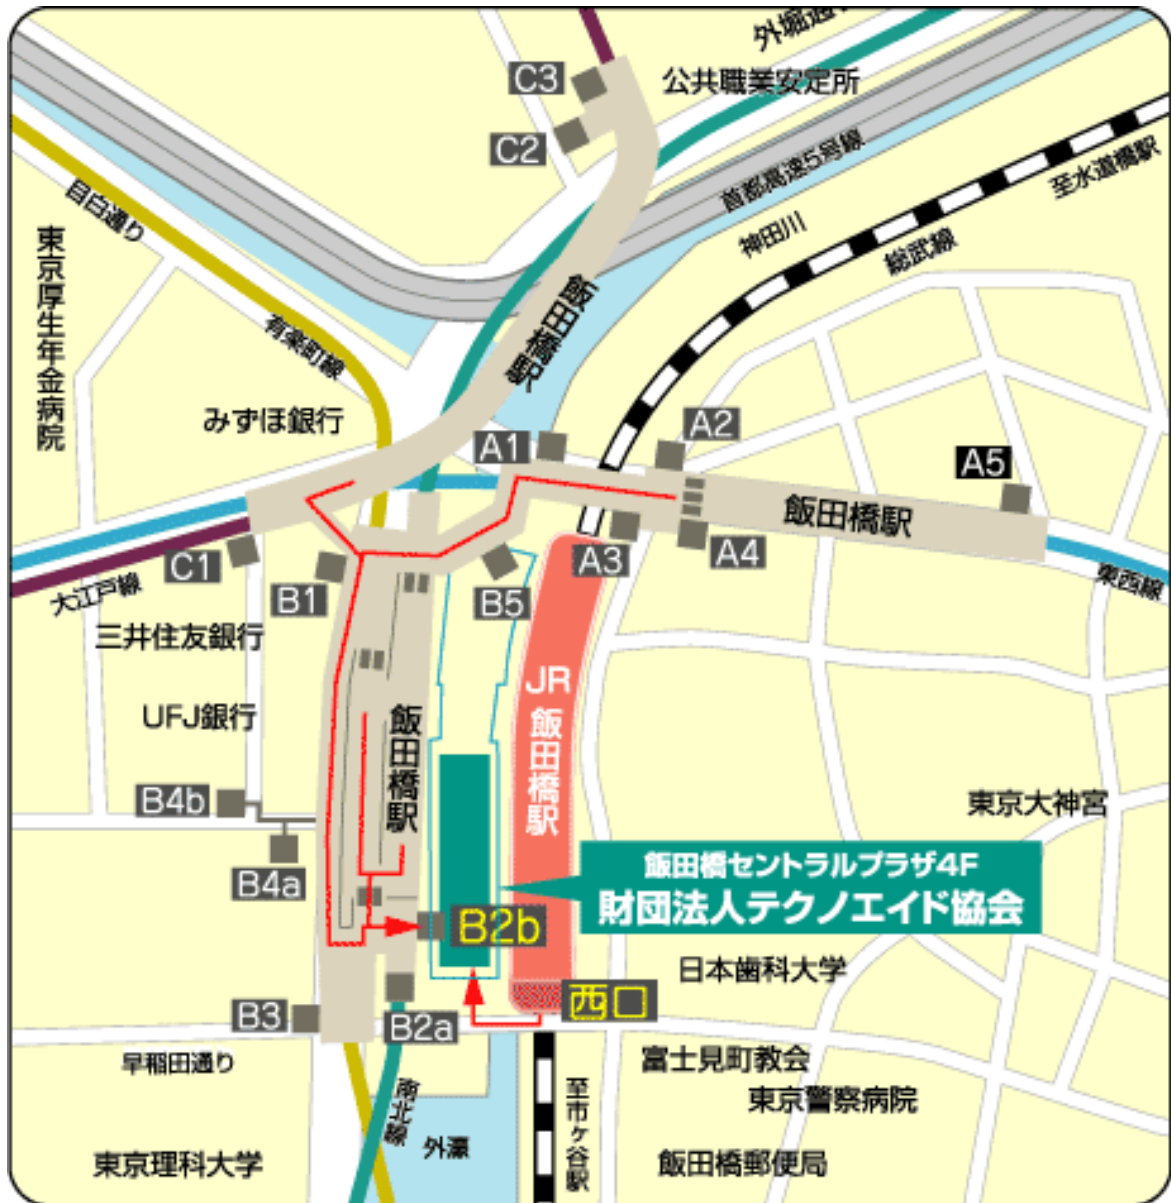 外堀通り
C3
公共職業安定所
C2
首都高速5号線
至水道橋駅
目白通り
神田川
総武線
東京厚生年金病院
飯田橋駅
有楽町線
みずほ銀行
A1
A2
A5
飯田橋駅
C1
A3
A4
大江戸線
B1
B5
東西線
三井住友銀行
JR
飯田橋駅
UFJ銀行
飯田橋駅
B4b
東京大神宮
飯田橋セントラルプラザ4F
財団法人テクノエイド協会
B4a
B2b
日本歯科大学
西口
B3
B2a
早稲田通り
富士見町教会
南北線
至市ヶ谷駅
東京警察病院
外濠
東京理科大学
飯田橋郵便局